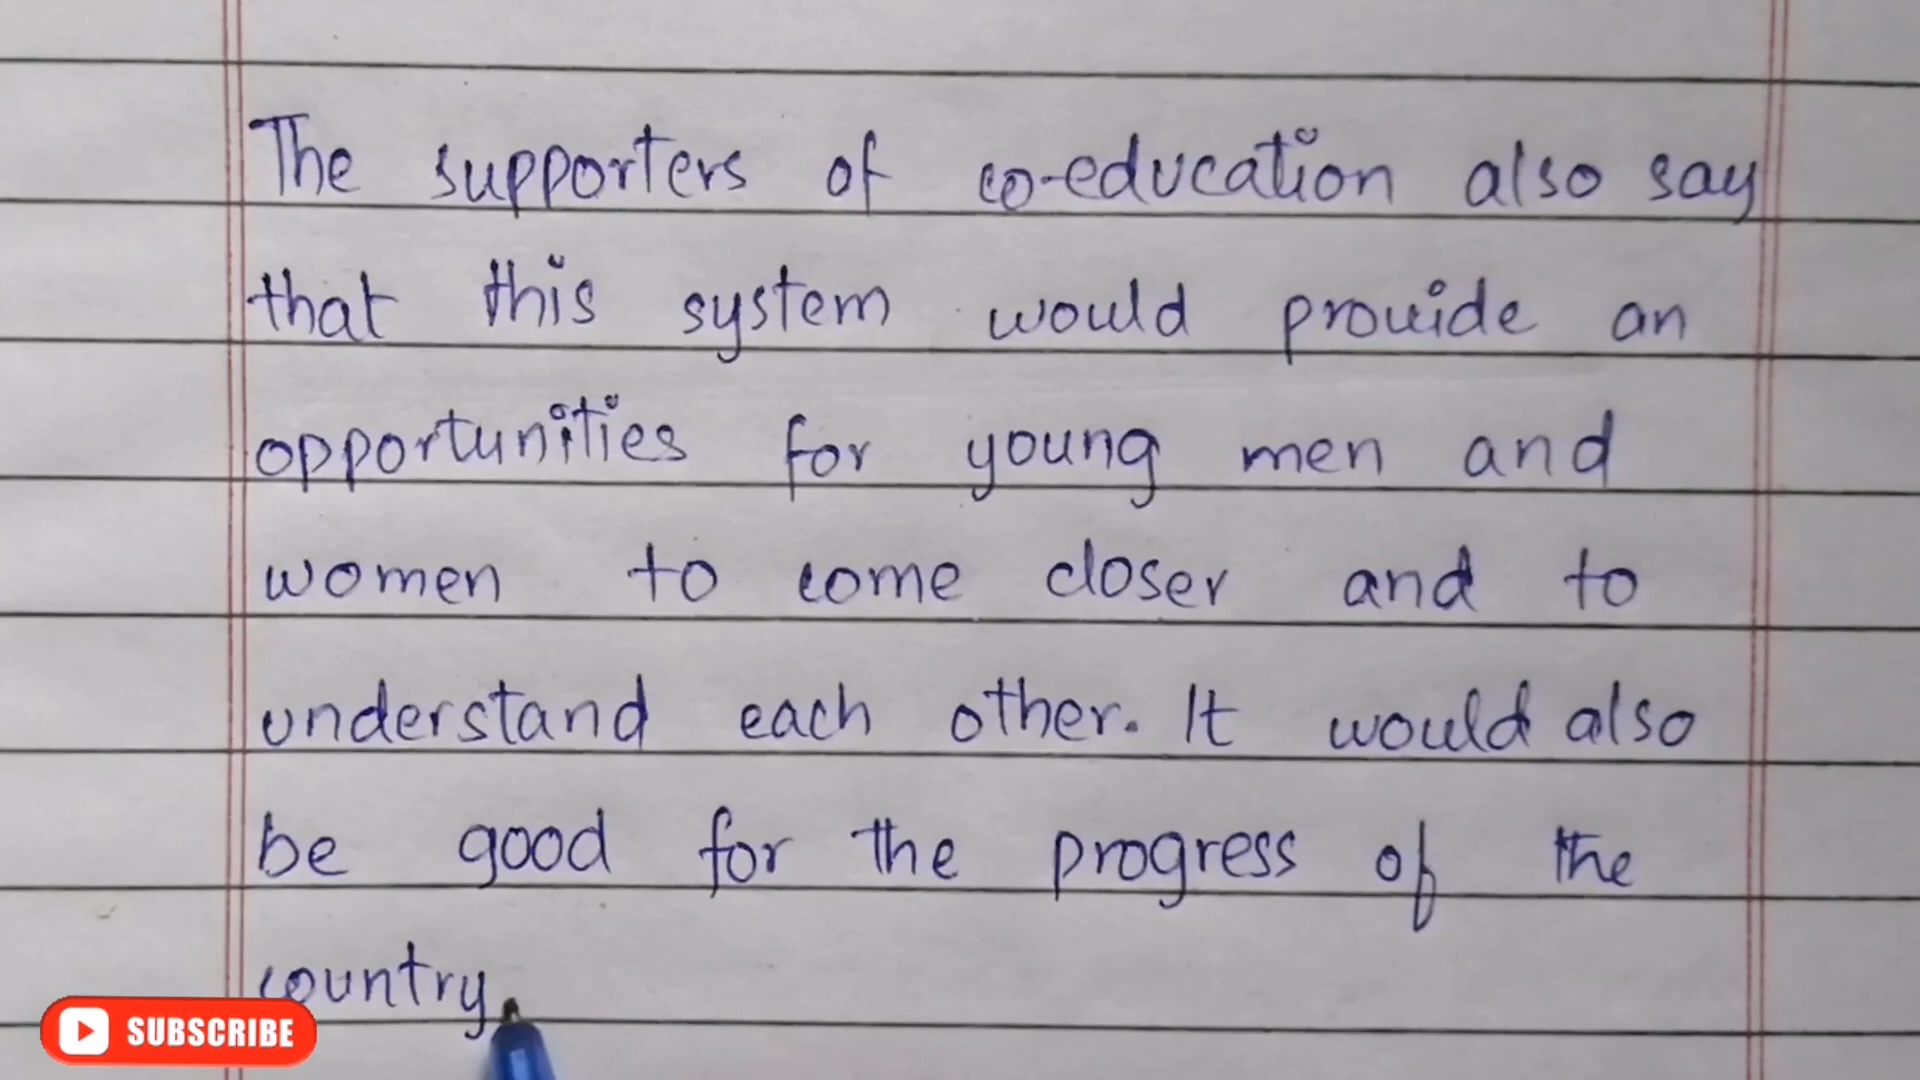 The supporters of co-education also say
that this system would provide an
opportunities for young men and
women to come closer and to
understand each other. It would also
be good for the progress of the
country.
SUBSCRIBE